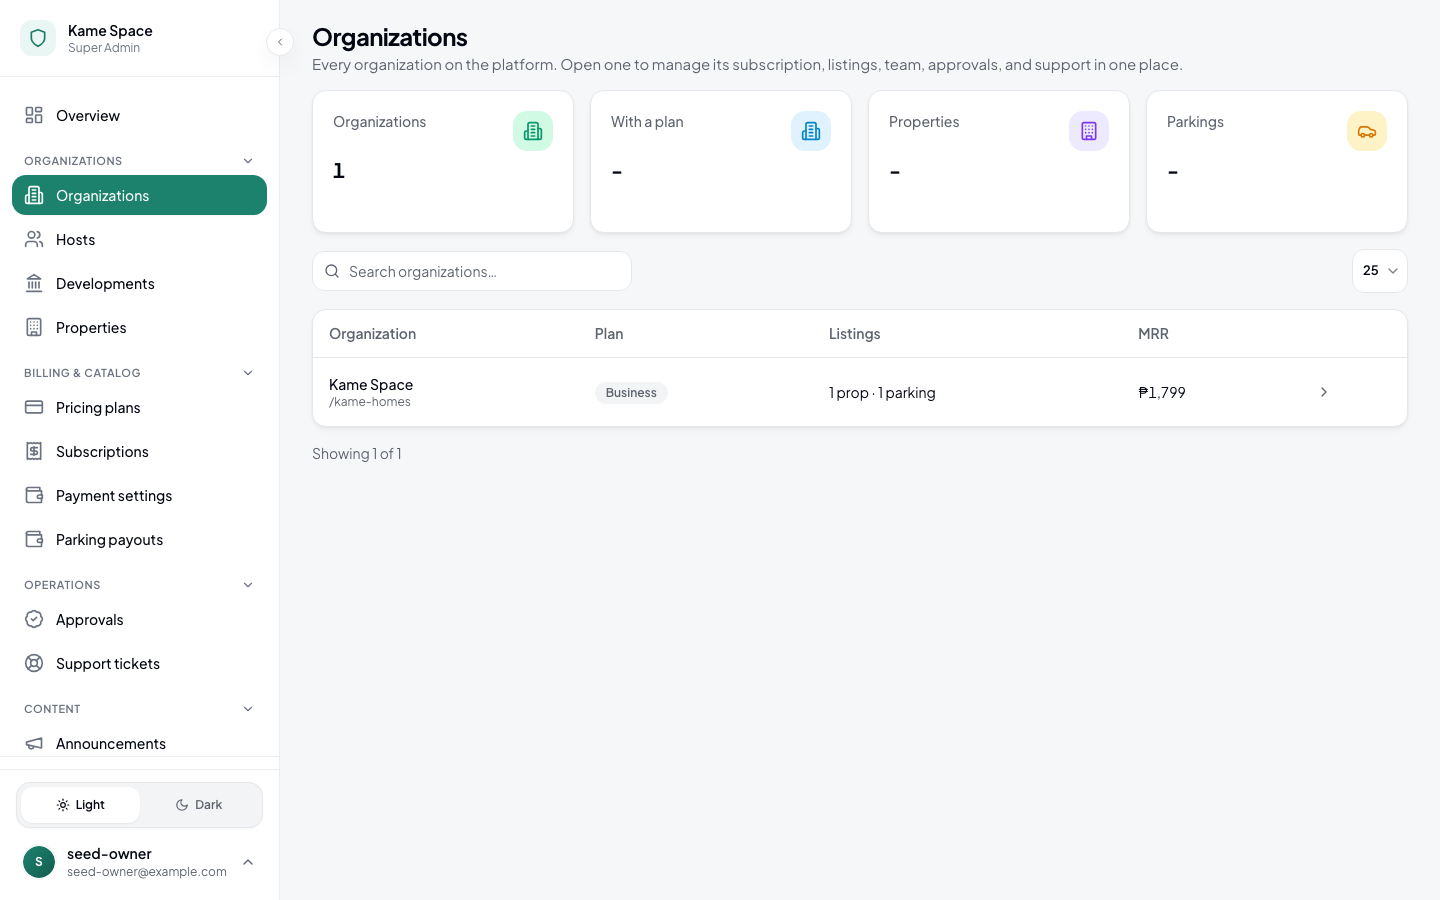 Kame Space
Super Admin
Overview
ORGANIZATIONS
Organizations
Hosts
Developments
Properties
BILLING & CATALOG
Pricing plans
Subscriptions
Payment settings
Parking payouts
OPERATIONS
Approvals
Support tickets
CONTENT
Announcements
Light
Dark
S
seed-owner
seed-owner@example.com
Organizations
Every organization on the platform. Open one to manage its subscription, listings, team, approvals, and support in one place.
Organizations
1
With a plan
-
Properties
-
Parkings
-
Search organizations...
25
Organization Plan Listings MRR
Kame Space
/kame-homes
Business
1 prop · 1 parking
₱1,799
Showing 1 of 1